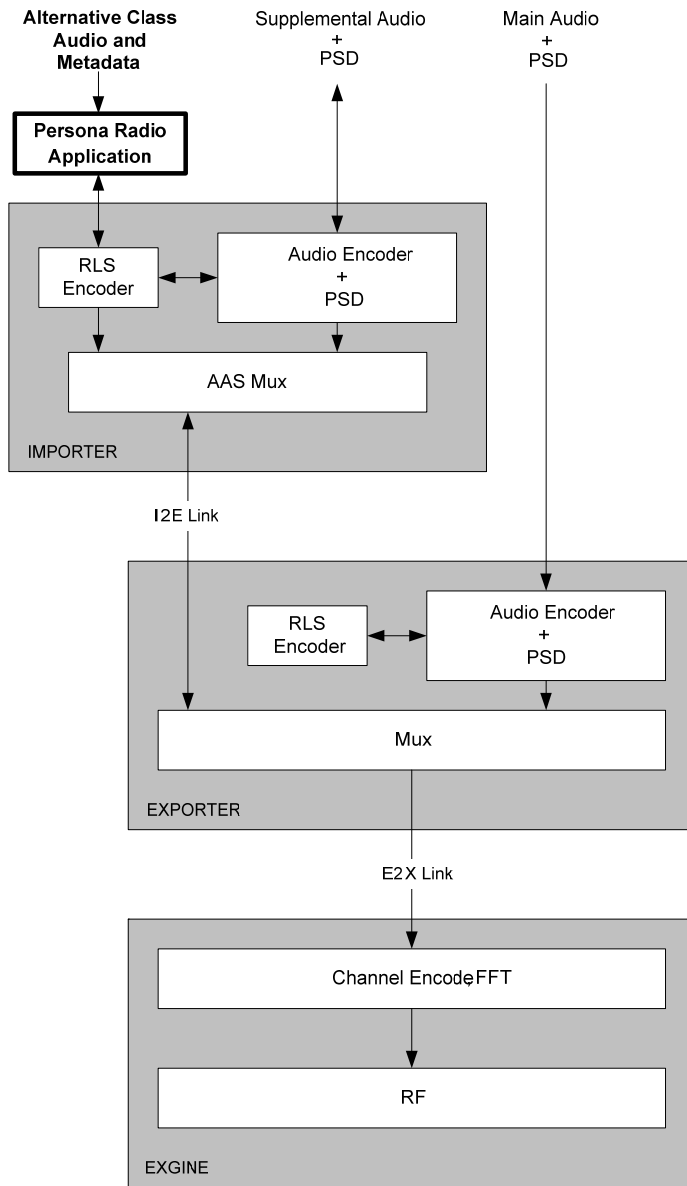 Alternative Class
Audio and
Metadata
Supplemental Audio
+
PSD
Main Audio
+
PSD
Persona Radio
Application
RLS
Encoder
Audio Encoder
+
PSD
AAS Mux
IMPORTER
I2E Link
RLS
Encoder
Audio Encoder
+
PSD
Mux
EXPORTER
E2X Link
Channel Encode,FFT
RF
EXGINE